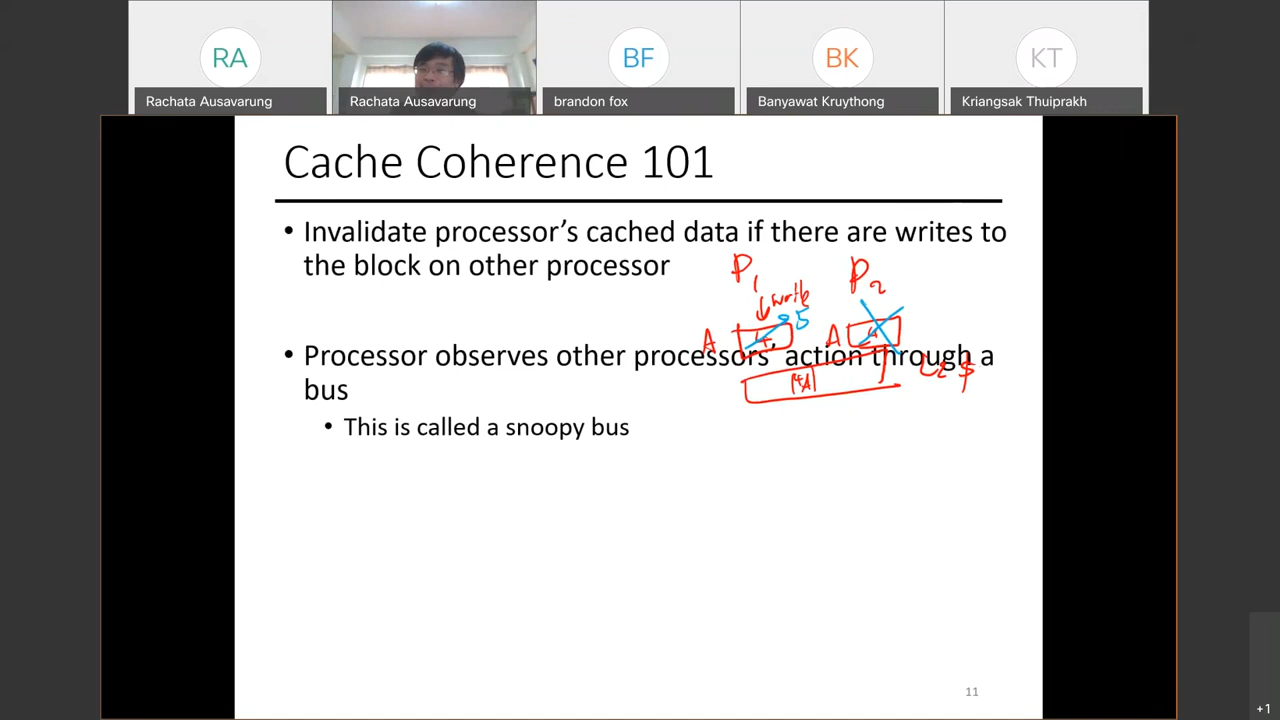 RA
BF
BK
KT
Rachata Ausavarung
Rachata Ausavarung
brandon fox
Banyawat Kruythong
Kriangsak Thuiprakh
Cache Coherence 101
• Invalidate processor’s cached data if there are writes to
the block on other processor
P1
P2
write
5
A
A
• Processor observes other processors’ action through a
bus
L2 $
• This is called a snoopy bus
11
+1